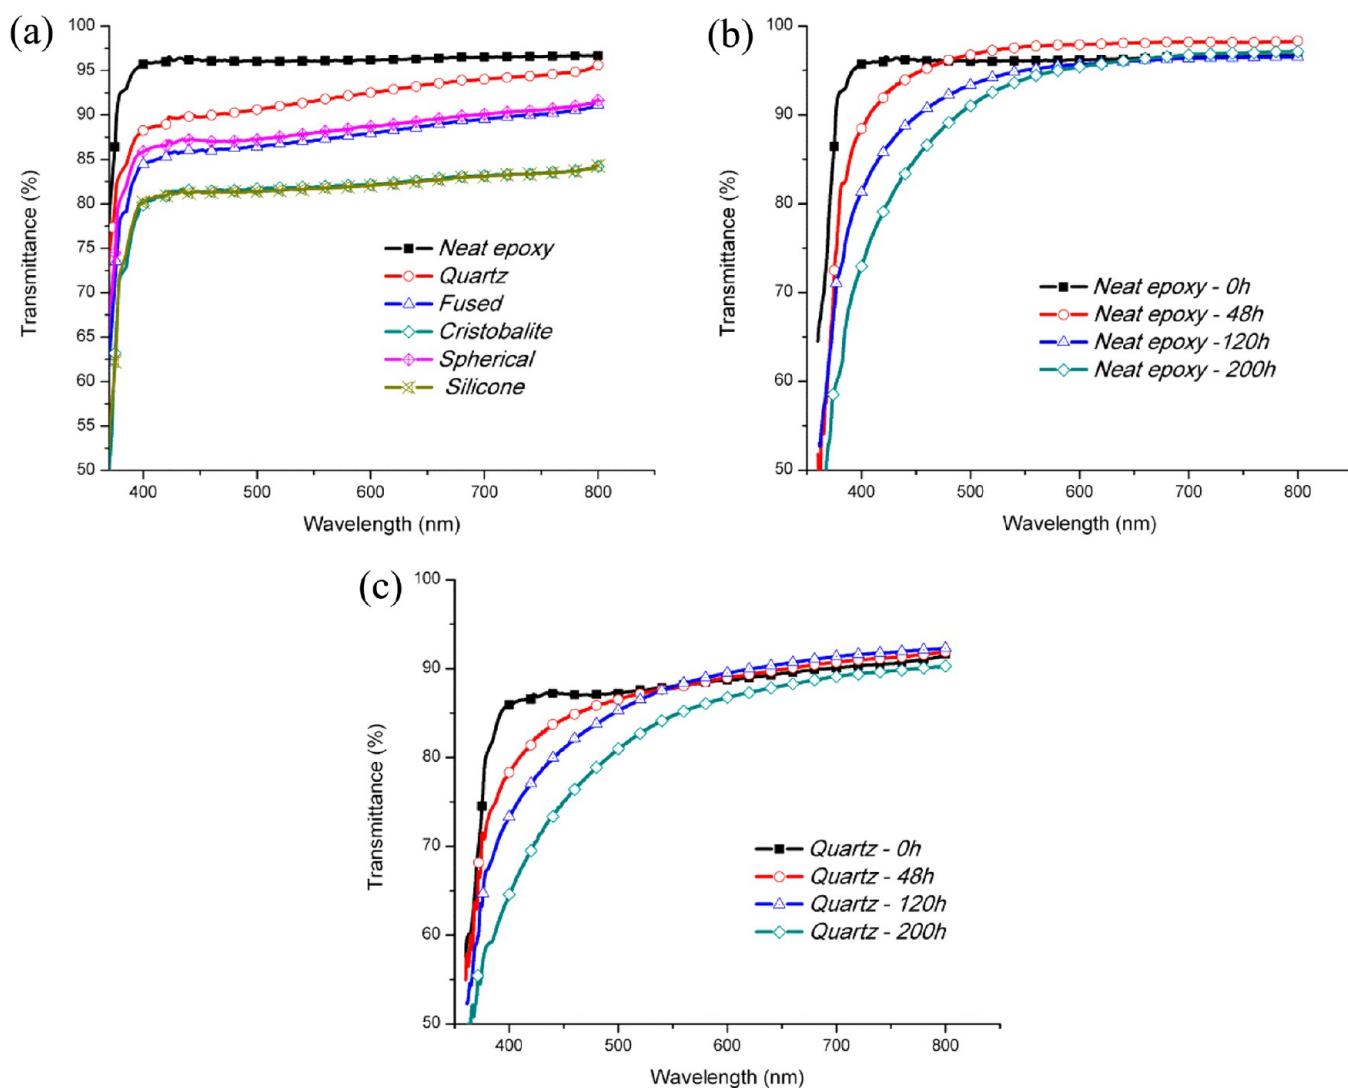 (a)
100
95
90
85
80
75
70
65
60
55
50
Transmittance (%)
Neat epoxy
Quartz
Fused
Cristobalite
Spherical
Silicone
400
500
600
700
800
Wavelength (nm)
(b)
100
90
80
70
60
50
Transmittance (%)
Neat epoxy - 0h
Neat epoxy - 48h
Neat epoxy - 120h
Neat epoxy - 200h
400
500
600
700
800
Wavelength (nm)
(c)
100
90
80
70
60
50
Transmittance (%)
Quartz - 0h
Quartz - 48h
Quartz - 120h
Quartz - 200h
400
500
600
700
800
Wavelength (nm)